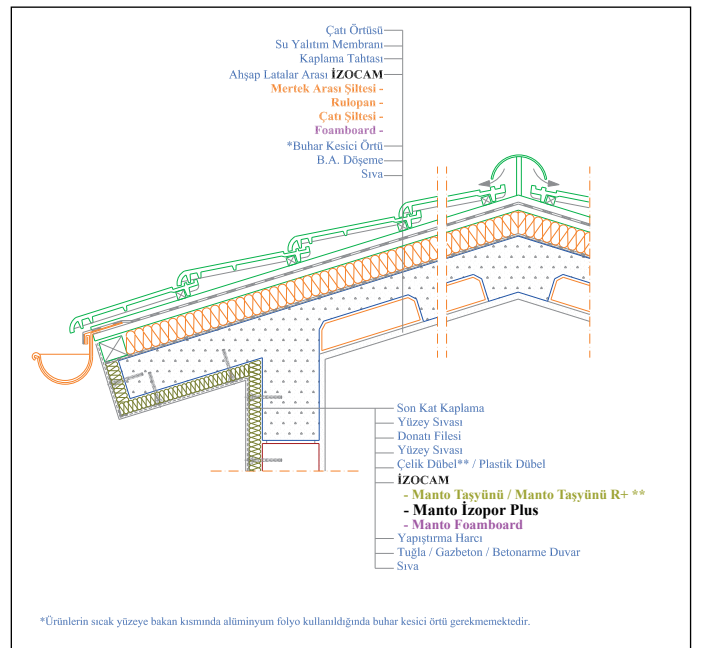 Çatı Örtüsü
Su Yalıtım Membranı
Kaplama Tahtası
Ahşap Latalar Arası İZOCAM
Mertek Arası Şiltesi -
Rulopan -
Çatı Şiltesi -
Foamboard -
*Buhar Kesici Örtü
B.A. Döşeme
Sıva
Son Kat Kaplama
Yüzey Sıvası
Donatı Filesi
Yüzey Sıvası
Çelik Dübel** / Plastik Dübel
İZOCAM
- Manto Taşyünü / Manto Taşyünü R+ **
- Manto İzopor Plus
- Manto Foamboard
Yapıştırma Harcı
Tuğla / Gazbeton / Betonarme Duvar
Sıva
*Ürünlerin sıcak yüzeye bakan kısmında alüminyum folyo kullanıldığında buhar kesici örtü gerekmemektedir.